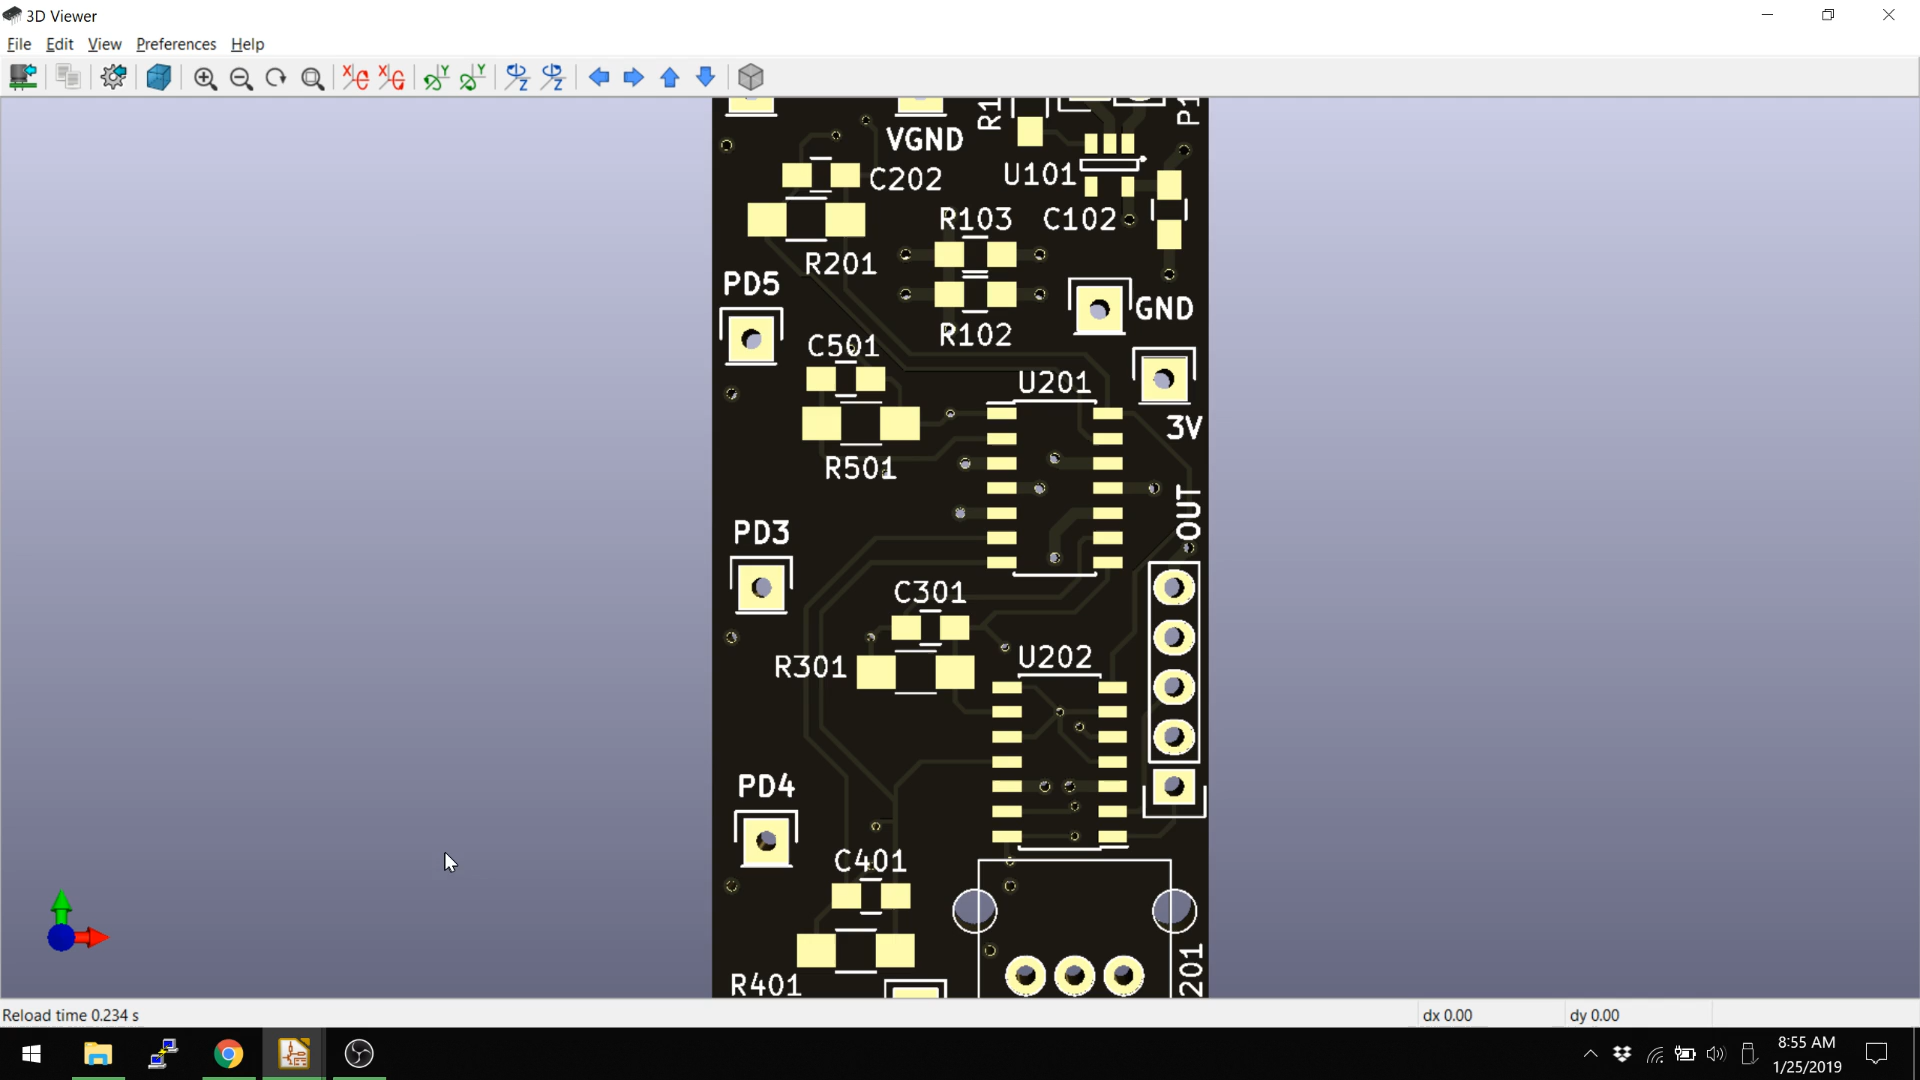 3D Viewer
File Edit View Preferences Help
VGND
C202
U101
R103
C102
R201
PD5
GND
R102
C501
U201
3V
R501
OUT
PD3
C301
U202
R301
PD4
C401
R401
201
Reload time 0.234 s
dx 0.00
dy 0.00
8:55 AM
1/25/2019